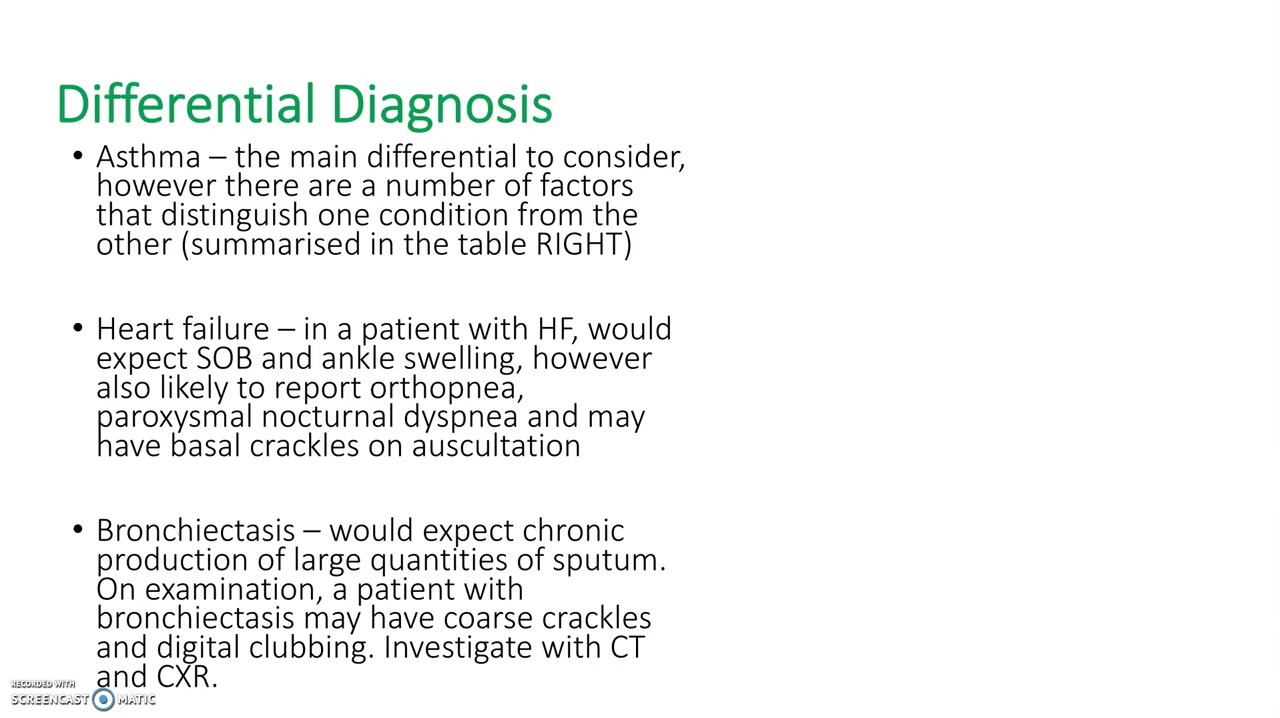 Differential Diagnosis
• Asthma – the main differential to consider,
however there are a number of factors
that distinguish one condition from the
other (summarised in the table RIGHT)
• Heart failure – in a patient with HF, would
expect SOB and ankle swelling, however
also likely to report orthopnea,
paroxysmal nocturnal dyspnea and may
have basal crackles on auscultation
• Bronchiectasis – would expect chronic
production of large quantities of sputum.
On examination, a patient with
bronchiectasis may have coarse crackles
and digital clubbing. Investigate with CT
and CXR.
RECORDED WITH
SCREENCAST MATIC